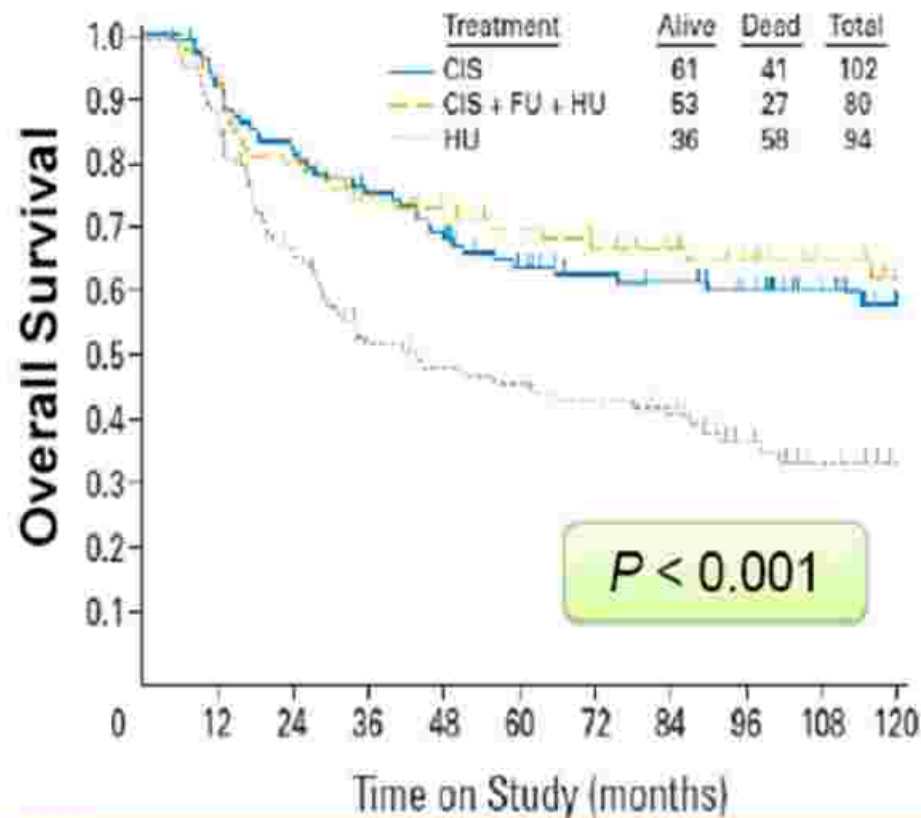 Treatment Alive Dead Total
CIS 61 41 102
CIS + FU + HU 53 27 80
HU 36 58 94
Overall Survival
1.0
0.9
0.8
0.7
0.6
0.5
0.4
0.3
0.2
0.1
P < 0.001
0 12 24 36 48 60 72 84 96 108 120
Time on Study (months)